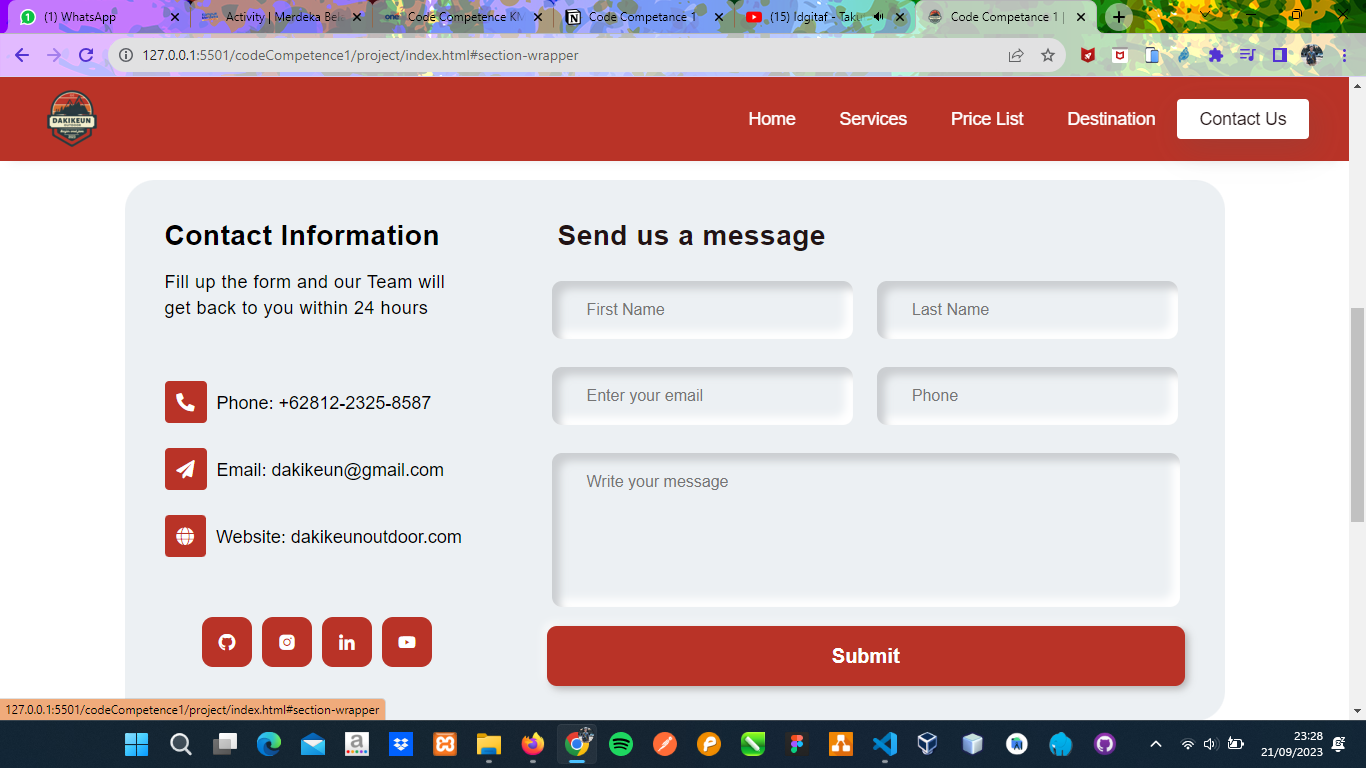 (1) WhatsApp
Activity | Merdeka Bela
Code Competence KM
Code Competance 1
(15) Idgitaf - Taku
Code Competance 1 |
127.0.0.1:5501/codeCompetence1/project/index.html#section-wrapper
DAKIKEUN
Home
Services
Price List
Destination
Contact Us
Contact Information
Fill up the form and our Team will
get back to you within 24 hours
Phone: +62812-2325-8587
Email: dakikeun@gmail.com
Website: dakikeunoutdoor.com
Send us a message
First Name
Last Name
Enter your email
Phone
Write your message
Submit
127.0.0.1:5501/codeCompetence1/project/index.html#section-wrapper
23:28
21/09/2023